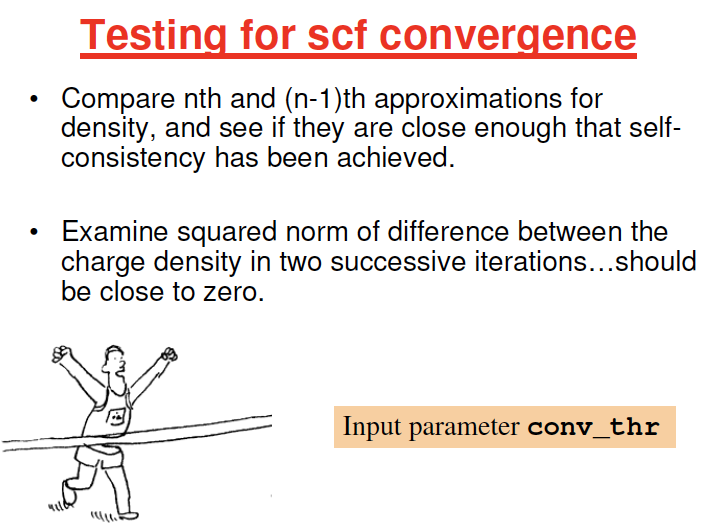 Testing for scf convergence
• Compare nth and (n-1)th approximations for
density, and see if they are close enough that self-
consistency has been achieved.
• Examine squared norm of difference between the
charge density in two successive iterations…should
be close to zero.
Input parameter conv_thr